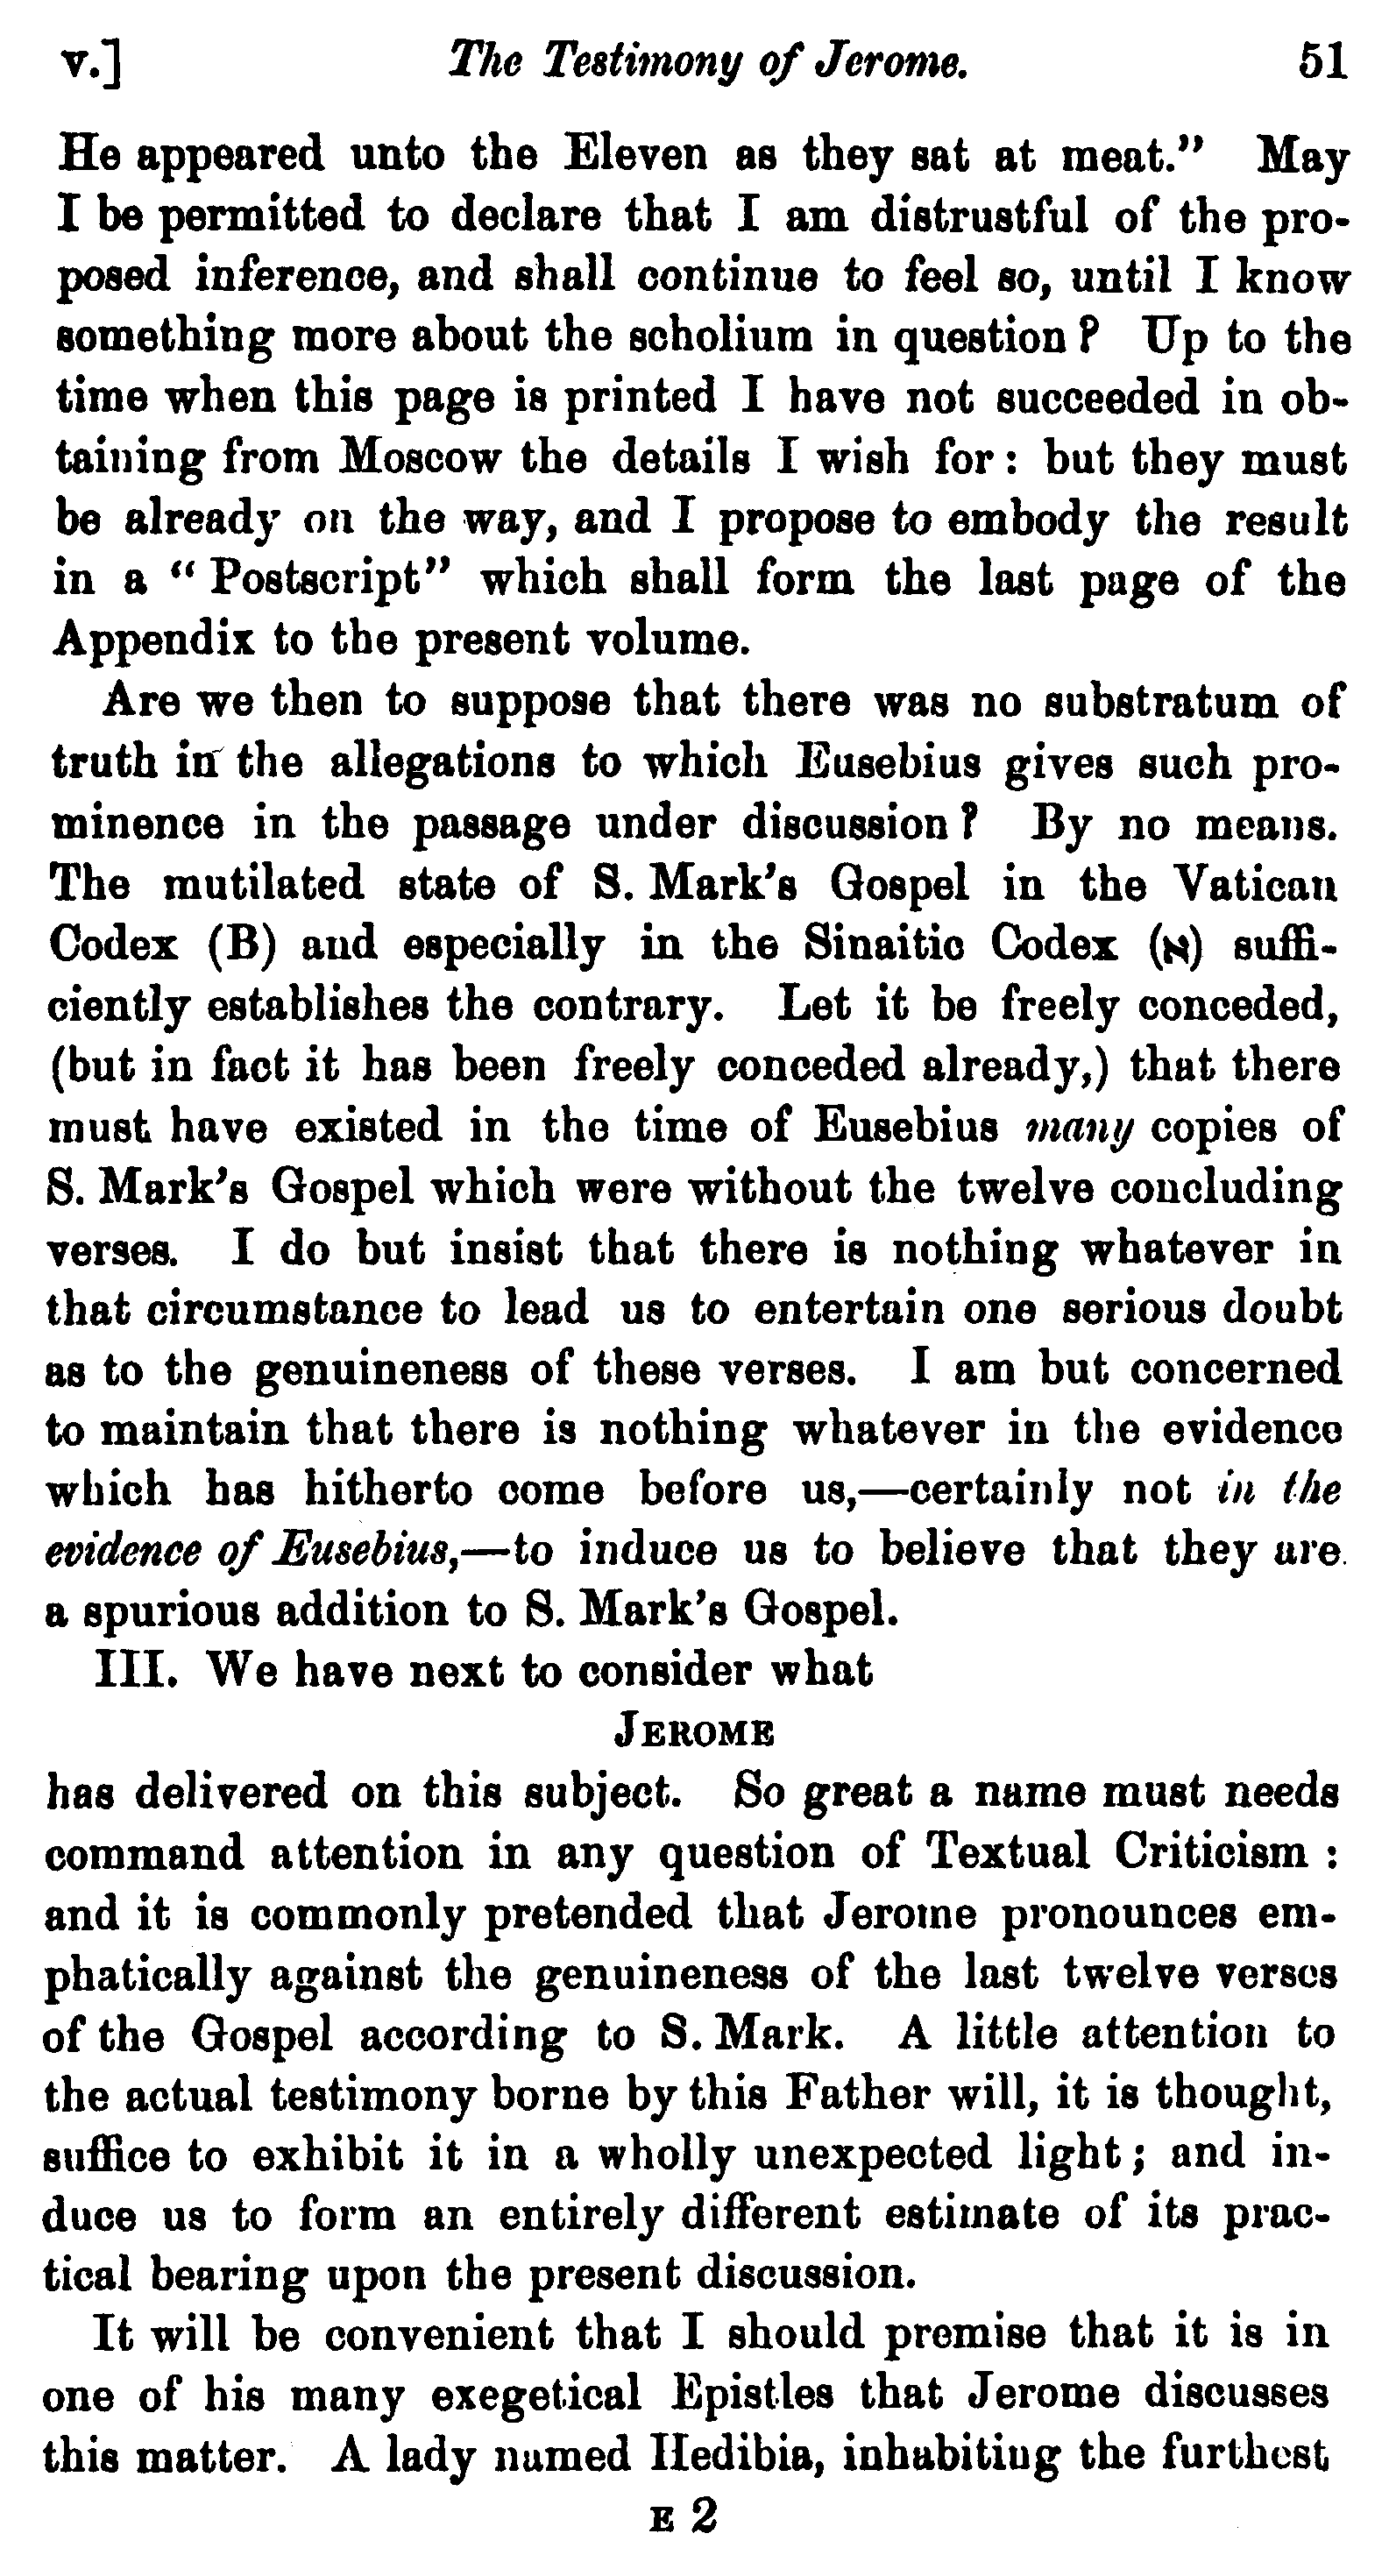 v.] The Testimony of Jerome. 51
He appeared unto the Eleven as they sat at meat.” May
I be permitted to declare that I am distrustful of the pro-
posed inference, and shall continue to feel so, until I know
something more about the scholium in question? Up to the
time when this page is printed I have not succeeded in ob-
taining from Moscow the details I wish for: but they must
be already on the way, and I propose to embody the result
in a “Postscript” which shall form the last page of the
Appendix to the present volume.
Are we then to suppose that there was no substratum of
truth in the allegations to which Eusebius gives such pro-
minence in the passage under discussion? By no means.
The mutilated state of S. Mark’s Gospel in the Vatican
Codex (B) and especially in the Sinaitic Codex (א) suffi-
ciently establishes the contrary. Let it be freely conceded,
(but in fact it has been freely conceded already,) that there
must have existed in the time of Eusebius many copies of
S. Mark’s Gospel which were without the twelve concluding
verses. I do but insist that there is nothing whatever in
that circumstance to lead us to entertain one serious doubt
as to the genuineness of these verses. I am but concerned
to maintain that there is nothing whatever in the evidence
which has hitherto come before us,—certainly not in the
evidence of Eusebius,—to induce us to believe that they are
a spurious addition to S. Mark’s Gospel.
III. We have next to consider what
JEROME
has delivered on this subject. So great a name must needs
command attention in any question of Textual Criticism:
and it is commonly pretended that Jerome pronounces em-
phatically against the genuineness of the last twelve verses
of the Gospel according to S. Mark. A little attention to
the actual testimony borne by this Father will, it is thought,
suffice to exhibit it in a wholly unexpected light; and in-
duce us to form an entirely different estimate of its prac-
tical bearing upon the present discussion.
It will be convenient that I should premise that it is in
one of his many exegetical Epistles that Jerome discusses
this matter. A lady named Hedibia, inhabiting the furthest
E 2